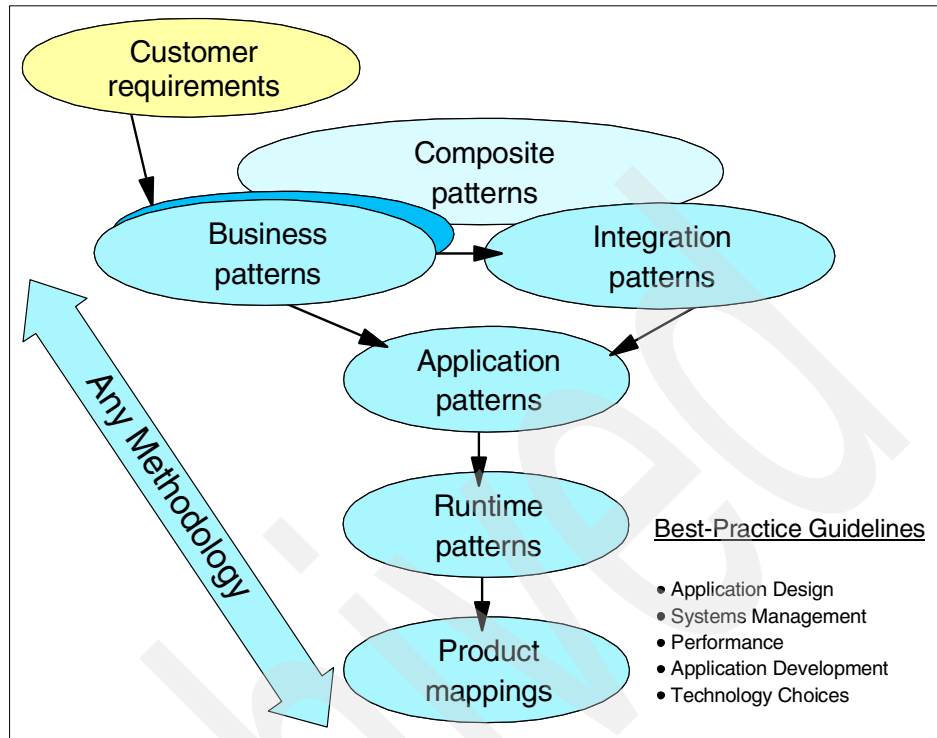 Customer
requirements
Composite
patterns
Business
patterns
Integration
patterns
Application
patterns
Any Methodology
Runtime
patterns
Best-Practice Guidelines
• Application Design
• Systems Management
• Performance
• Application Development
• Technology Choices
Product
mappings
hived